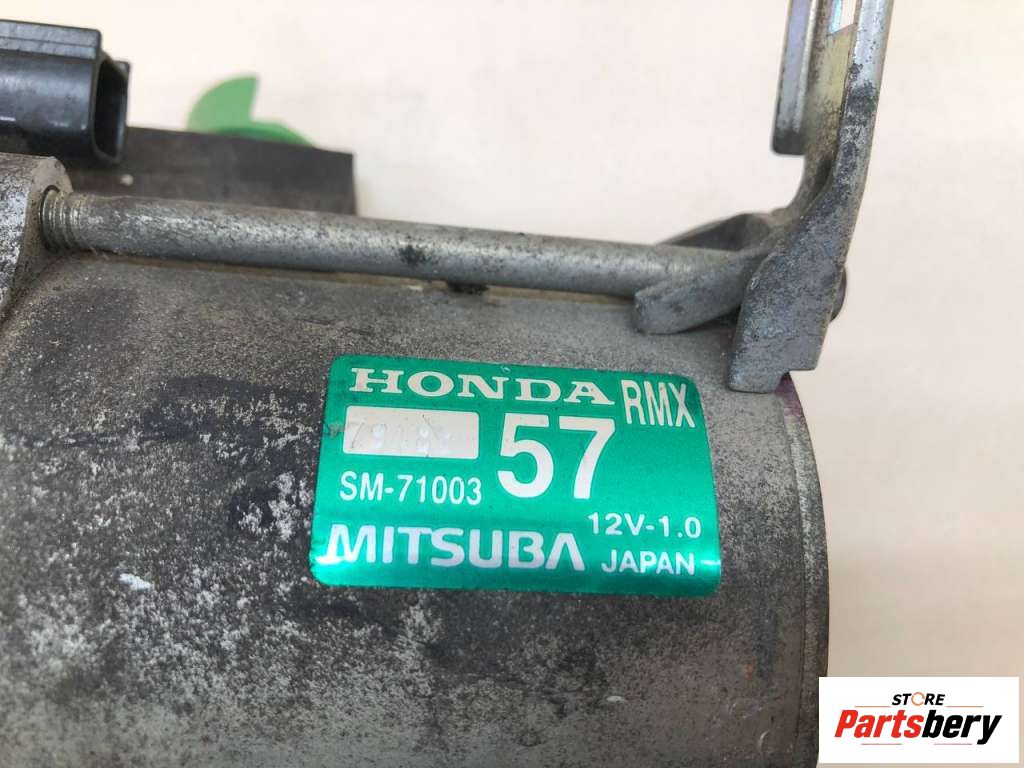 HONDA RMX
57
SM-71003
12V-1.0
MITSUBA JAPAN
STORE
Partsbery